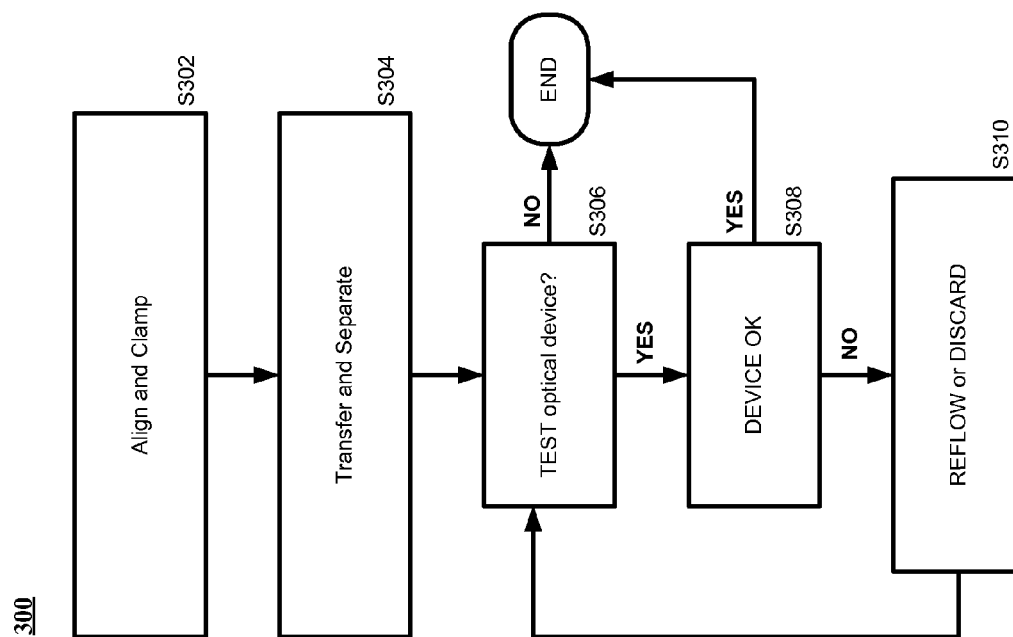 300
Align and Clamp
S302
Transfer and Separate
S304
TEST optical device?
S306
NO
END
YES
DEVICE OK
S308
YES
NO
REFLOW or DISCARD
S310